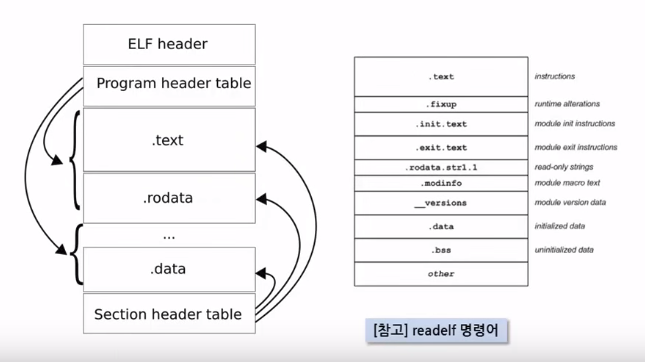 ELF header
Program header table
.text
.rodata
...
.data
Section header table
.text instructions
.fixup runtime alterations
.init.text module init instructions
.exit.text module exit instructions
.rodata.str1.1 read-only strings
.modinfo module macro text
__versions module version data
.data initialized data
.bss uninitialized data
other
[참고] readelf 명령어